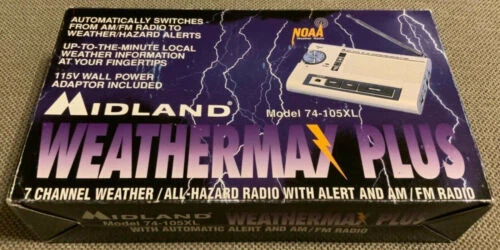 AUTOMATICALLY SWITCHES
FROM AM/FM RADIO TO
WEATHER/HAZARD ALERTS
UP-TO-THE-MINUTE LOCAL
WEATHER INFORMATION
AT YOUR FINGERTIPS
115V WALL POWER
ADAPTOR INCLUDED
NOAA
MIDLAND®
Model 74-105XL
WEATHERMAX PLUS
7 CHANNEL WEATHER / ALL-HAZARD RADIO WITH ALERT AND AM / FM RADIO
MIDLAND
Model 74-105XL
WEATHERMAX PLUS
WITH AUTOMATIC ALERT AND AM / FM RADIO